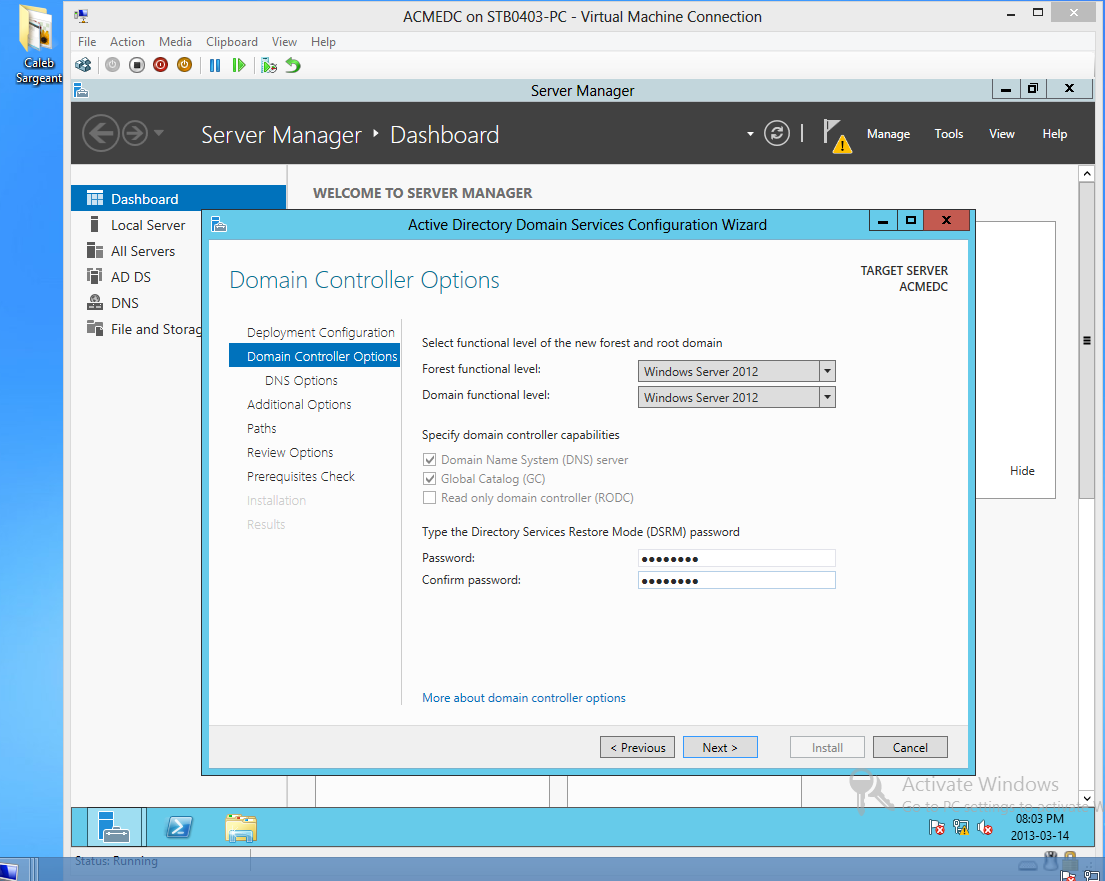 Caleb
Sargeant
ACMEDC on STB0403-PC - Virtual Machine Connection
File Action Media Clipboard View Help
Server Manager
Server Manager ‣ Dashboard
Manage Tools View Help
Dashboard
Local Server
All Servers
AD DS
DNS
File and Storag
WELCOME TO SERVER MANAGER
Hide
Active Directory Domain Services Configuration Wizard
Domain Controller Options
TARGET SERVER
ACMEDC
Deployment Configuration
Domain Controller Options
DNS Options
Additional Options
Paths
Review Options
Prerequisites Check
Installation
Results
Select functional level of the new forest and root domain
Forest functional level: Windows Server 2012
Domain functional level: Windows Server 2012
Specify domain controller capabilities
Domain Name System (DNS) server
Global Catalog (GC)
Read only domain controller (RODC)
Type the Directory Services Restore Mode (DSRM) password
Password: ●●●●●●●●
Confirm password: ●●●●●●●●
More about domain controller options
< Previous Next > Install Cancel
Activate Windows
Go to PC settings to activate W
08:03 PM
2013-03-14
Status: Running